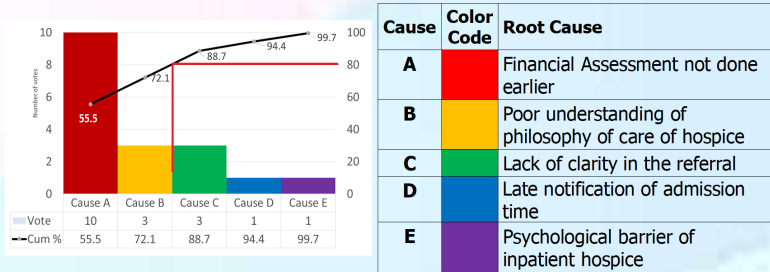 10
8
6
4
2
0
Number of votes
100
80
60
40
20
0
55.5
72.1
88.7
94.4
99.7
Cause A Cause B Cause C Cause D Cause E
Vote 10 3 3 1 1
Cum % 55.5 72.1 88.7 94.4 99.7
Cause Color Code Root Cause
A Financial Assessment not done
earlier
B Poor understanding of
philosophy of care of hospice
C Lack of clarity in the referral
D Late notification of admission
time
E Psychological barrier of
inpatient hospice